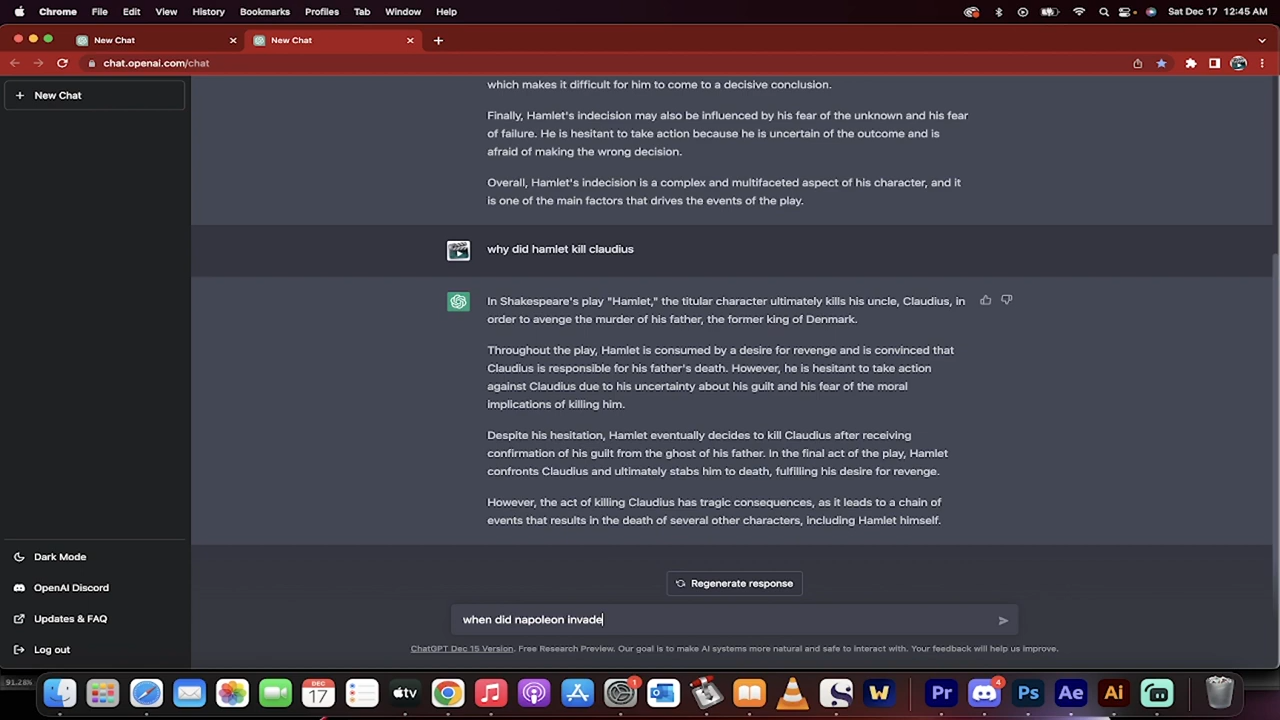 Chrome File Edit View History Bookmarks Profiles Tab Window Help Sat Dec 17 12:45 AM
New Chat New Chat
chat.openai.com/chat
New Chat
which makes it difficult for him to come to a decisive conclusion.
Finally, Hamlet's indecision may also be influenced by his fear of the unknown and his fear
of failure. He is hesitant to take action because he is uncertain of the outcome and is
afraid of making the wrong decision.
Overall, Hamlet's indecision is a complex and multifaceted aspect of his character, and it
is one of the main factors that drives the events of the play.
why did hamlet kill claudius
In Shakespeare's play "Hamlet," the titular character ultimately kills his uncle, Claudius, in
order to avenge the murder of his father, the former king of Denmark.
Throughout the play, Hamlet is consumed by a desire for revenge and is convinced that
Claudius is responsible for his father's death. However, he is hesitant to take action
against Claudius due to his uncertainty about his guilt and his fear of the moral
implications of killing him.
Despite his hesitation, Hamlet eventually decides to kill Claudius after receiving
confirmation of his guilt from the ghost of his father. In the final act of the play, Hamlet
confronts Claudius and ultimately stabs him to death, fulfilling his desire for revenge.
However, the act of killing Claudius has tragic consequences, as it leads to a chain of
events that results in the death of several other characters, including Hamlet himself.
Dark Mode
OpenAI Discord
Updates & FAQ
Log out
Regenerate response
when did napoleon invade
ChatGPT Dec 15 Version. Free Research Preview. Our goal is to make AI systems more natural and safe to interact with. Your feedback will help us improve.
91.28%
DEC
17
tv
1
W
Pr
4
Ps
Ae
Ai